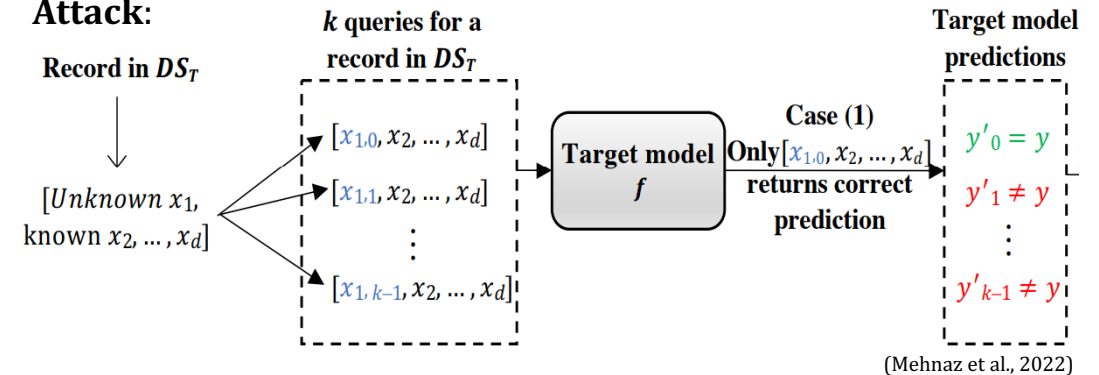 Attack:
Record in DS_T
[Unknown x_1,
known x_2, ... , x_d]
k queries for a
record in DS_T
[x_{1,0}, x_2, ... , x_d]
[x_{1,1}, x_2, ... , x_d]
⋮
[x_{1, k−1}, x_2, ... , x_d]
Target model
f
Case (1)
Only[x_{1,0}, x_2, ... , x_d]
returns correct
prediction
Target model
predictions
y'_0 = y
y'_1 ≠ y
⋮
y'_{k−1} ≠ y
(Mehnaz et al., 2022)